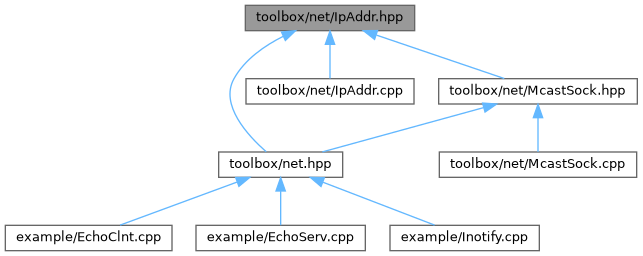 toolbox/net/IpAddr.hpp
toolbox/net/IpAddr.cpp
toolbox/net/McastSock.hpp
toolbox/net.hpp
toolbox/net/McastSock.cpp
example/EchoClnt.cpp
example/EchoServ.cpp
example/Inotify.cpp